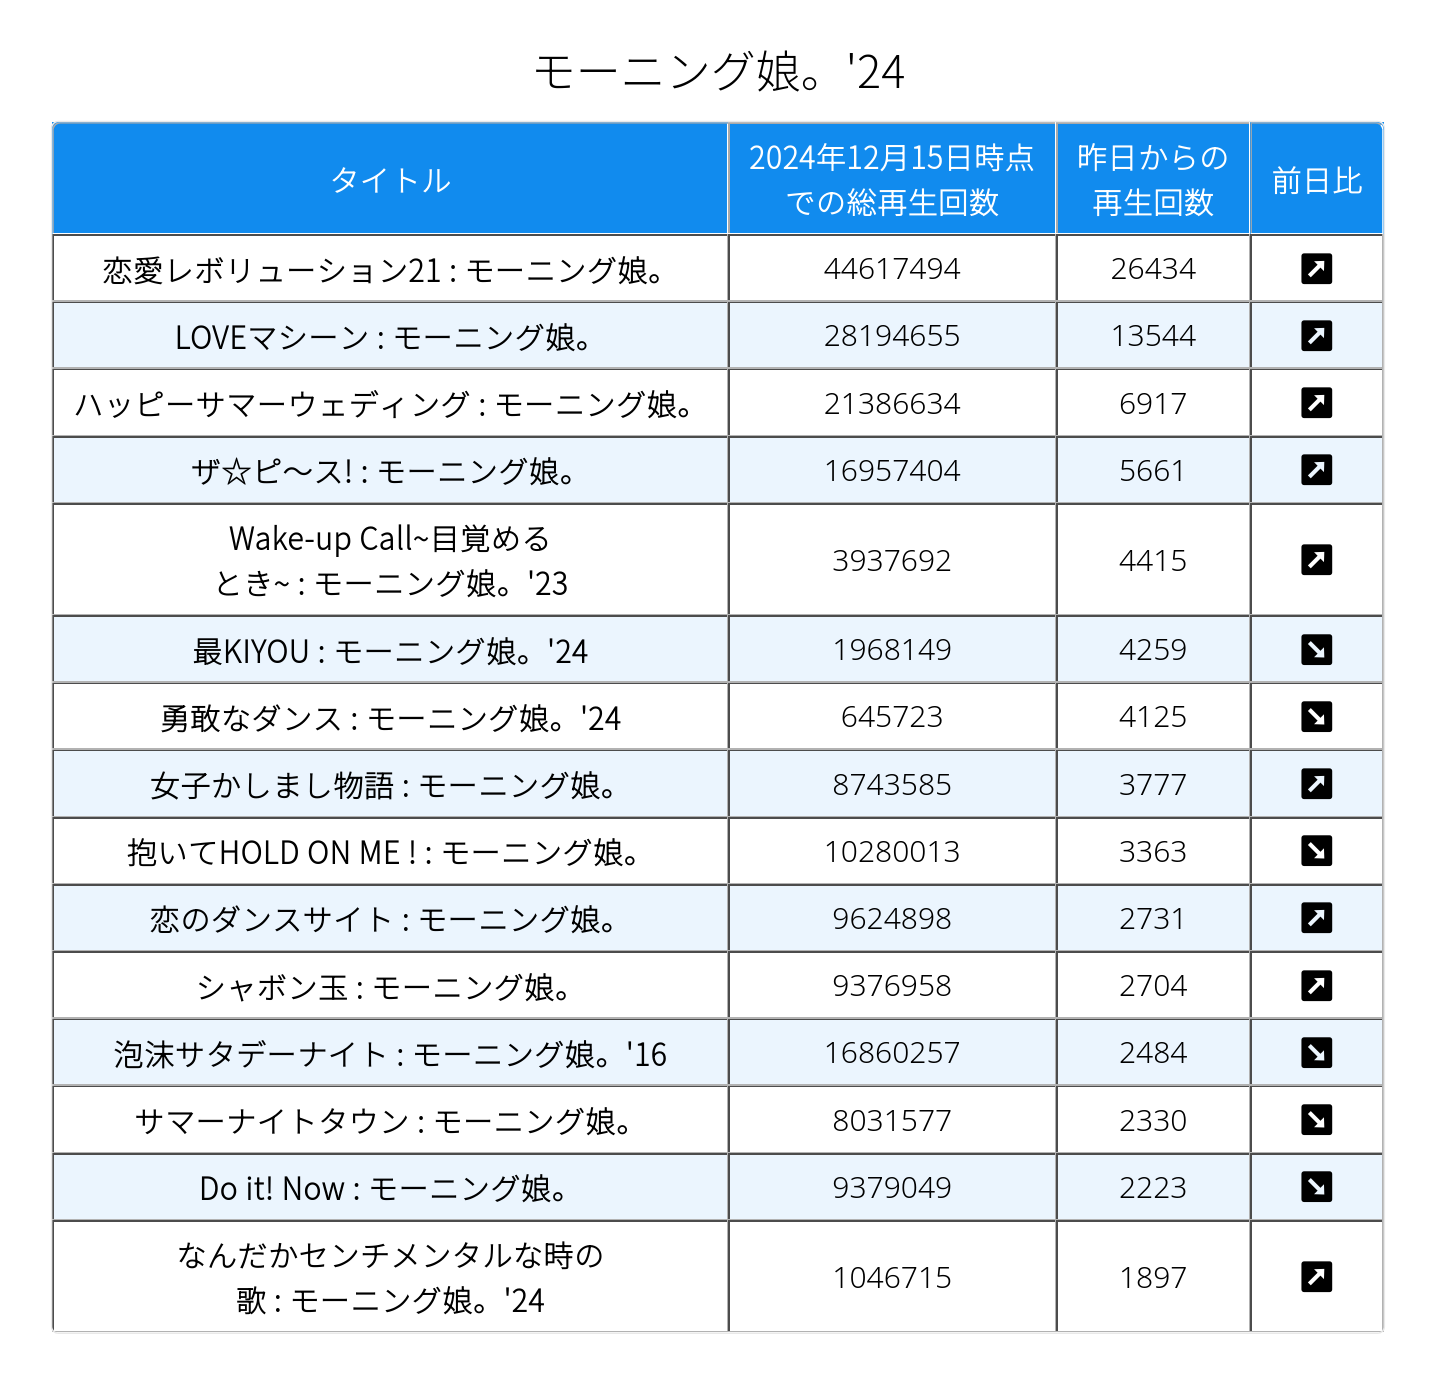 モーニング娘。'24
タイトル
2024年12月15日時点
での総再生回数
昨日からの
再生回数
前日比
恋愛レボリューション21 : モーニング娘。
44617494
26434
LOVEマシーン : モーニング娘。
28194655
13544
ハッピーサマーウェディング : モーニング娘。
21386634
6917
ザ☆ピ〜ス! : モーニング娘。
16957404
5661
Wake-up Call~目覚める
とき~ : モーニング娘。'23
3937692
4415
最KIYOU : モーニング娘。'24
1968149
4259
勇敢なダンス : モーニング娘。'24
645723
4125
女子かしまし物語 : モーニング娘。
8743585
3777
抱いてHOLD ON ME ! : モーニング娘。
10280013
3363
恋のダンスサイト : モーニング娘。
9624898
2731
シャボン玉 : モーニング娘。
9376958
2704
泡沫サタデーナイト : モーニング娘。'16
16860257
2484
サマーナイトタウン : モーニング娘。
8031577
2330
Do it! Now : モーニング娘。
9379049
2223
なんだかセンチメンタルな時の
歌 : モーニング娘。'24
1046715
1897